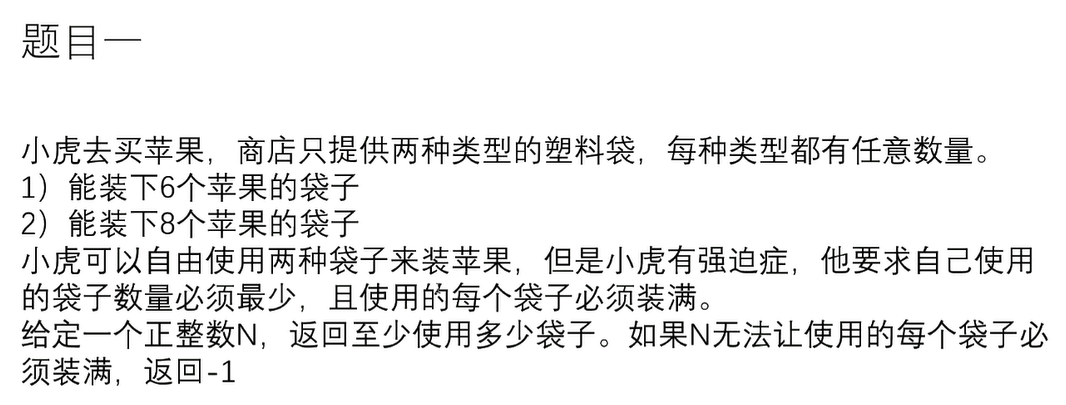 题目一
小虎去买苹果，商店只提供两种类型的塑料袋，每种类型都有任意数量。
1）能装下6个苹果的袋子
2）能装下8个苹果的袋子
小虎可以自由使用两种袋子来装苹果，但是小虎有强迫症，他要求自己使用
的袋子数量必须最少，且使用的每个袋子必须装满。
给定一个正整数N，返回至少使用多少袋子。如果N无法让使用的每个袋子必
须装满，返回-1